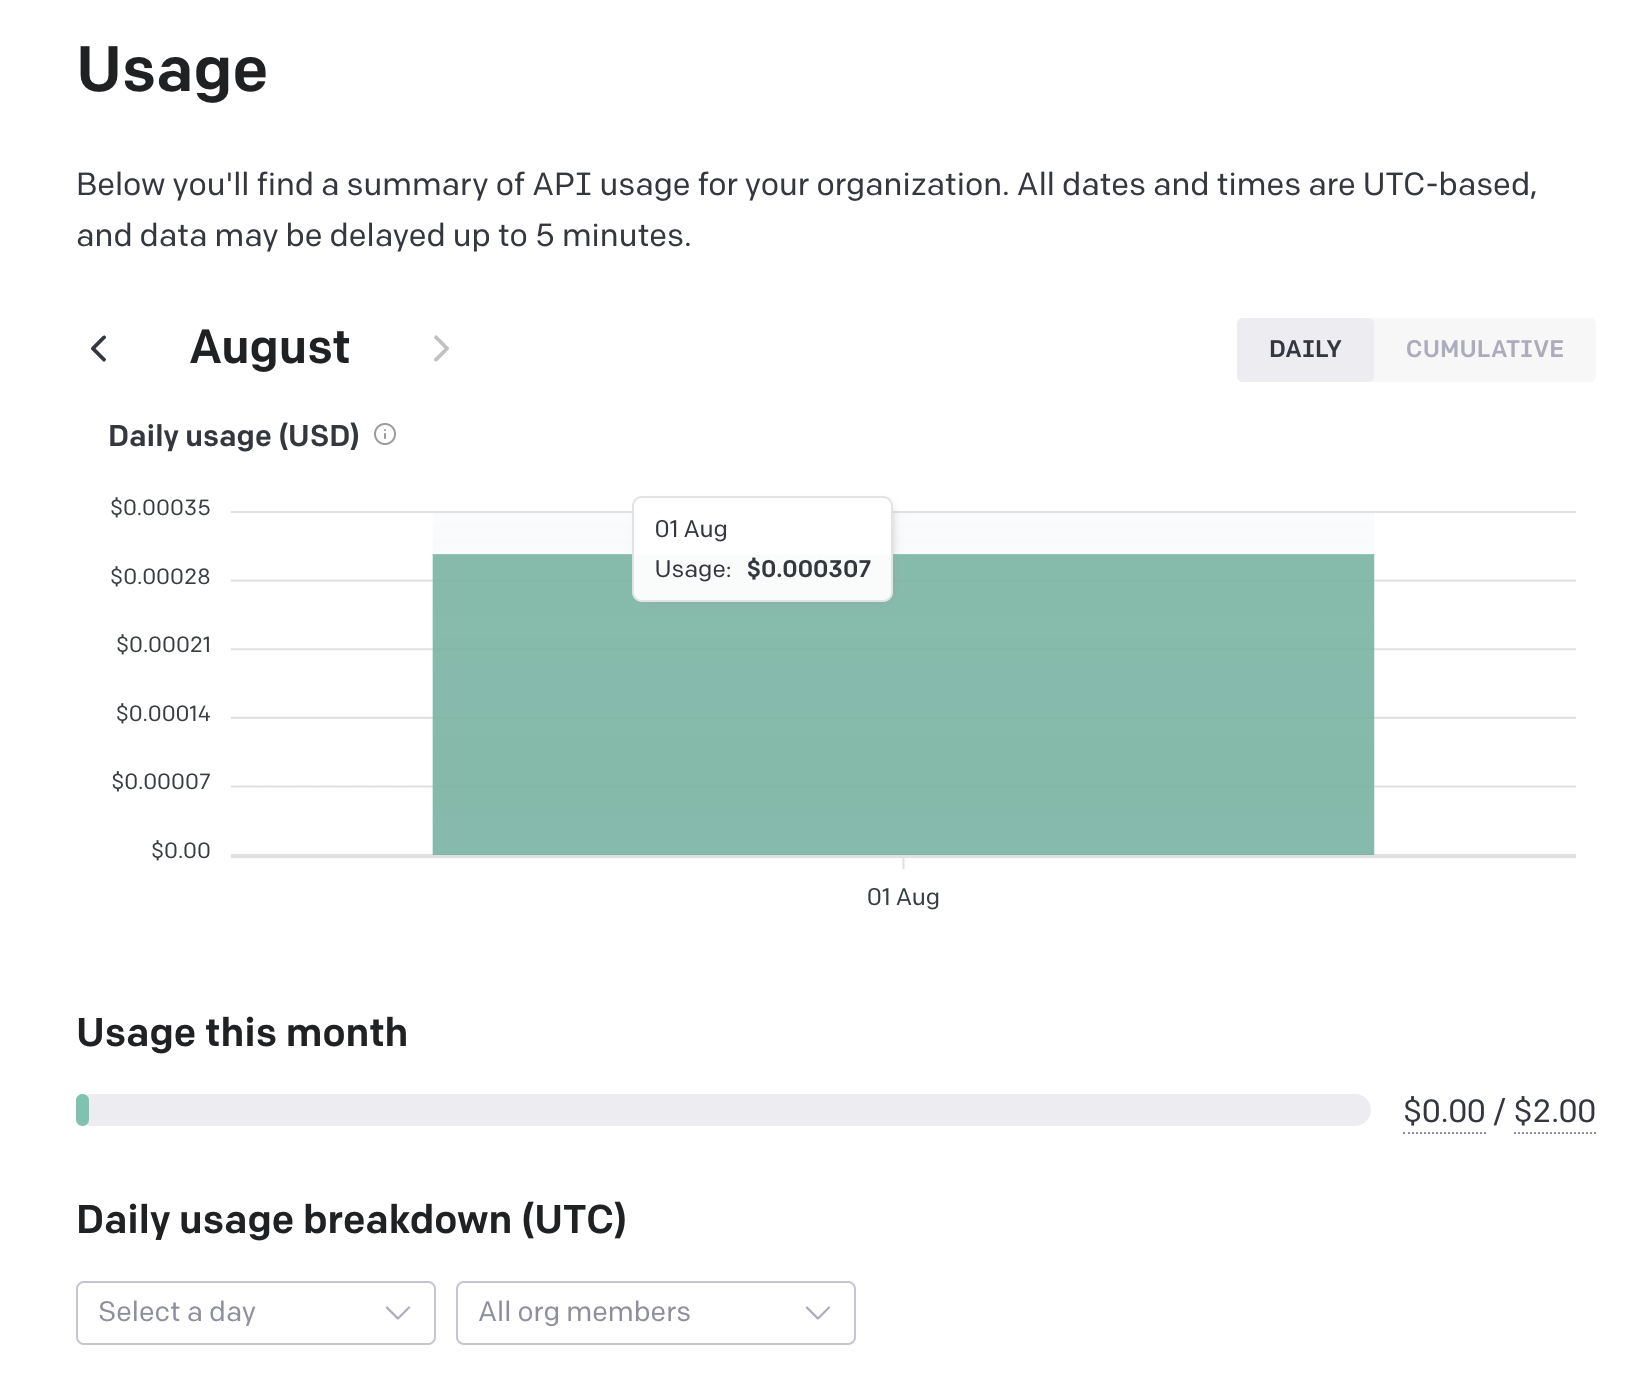 Usage
Below you'll find a summary of API usage for your organization. All dates and times are UTC-based,
and data may be delayed up to 5 minutes.
August
DAILY CUMULATIVE
Daily usage (USD)
$0.00035
$0.00028
$0.00021
$0.00014
$0.00007
$0.00
01 Aug
Usage: $0.000307
01 Aug
Usage this month
$0.00 / $2.00
Daily usage breakdown (UTC)
Select a day All org members